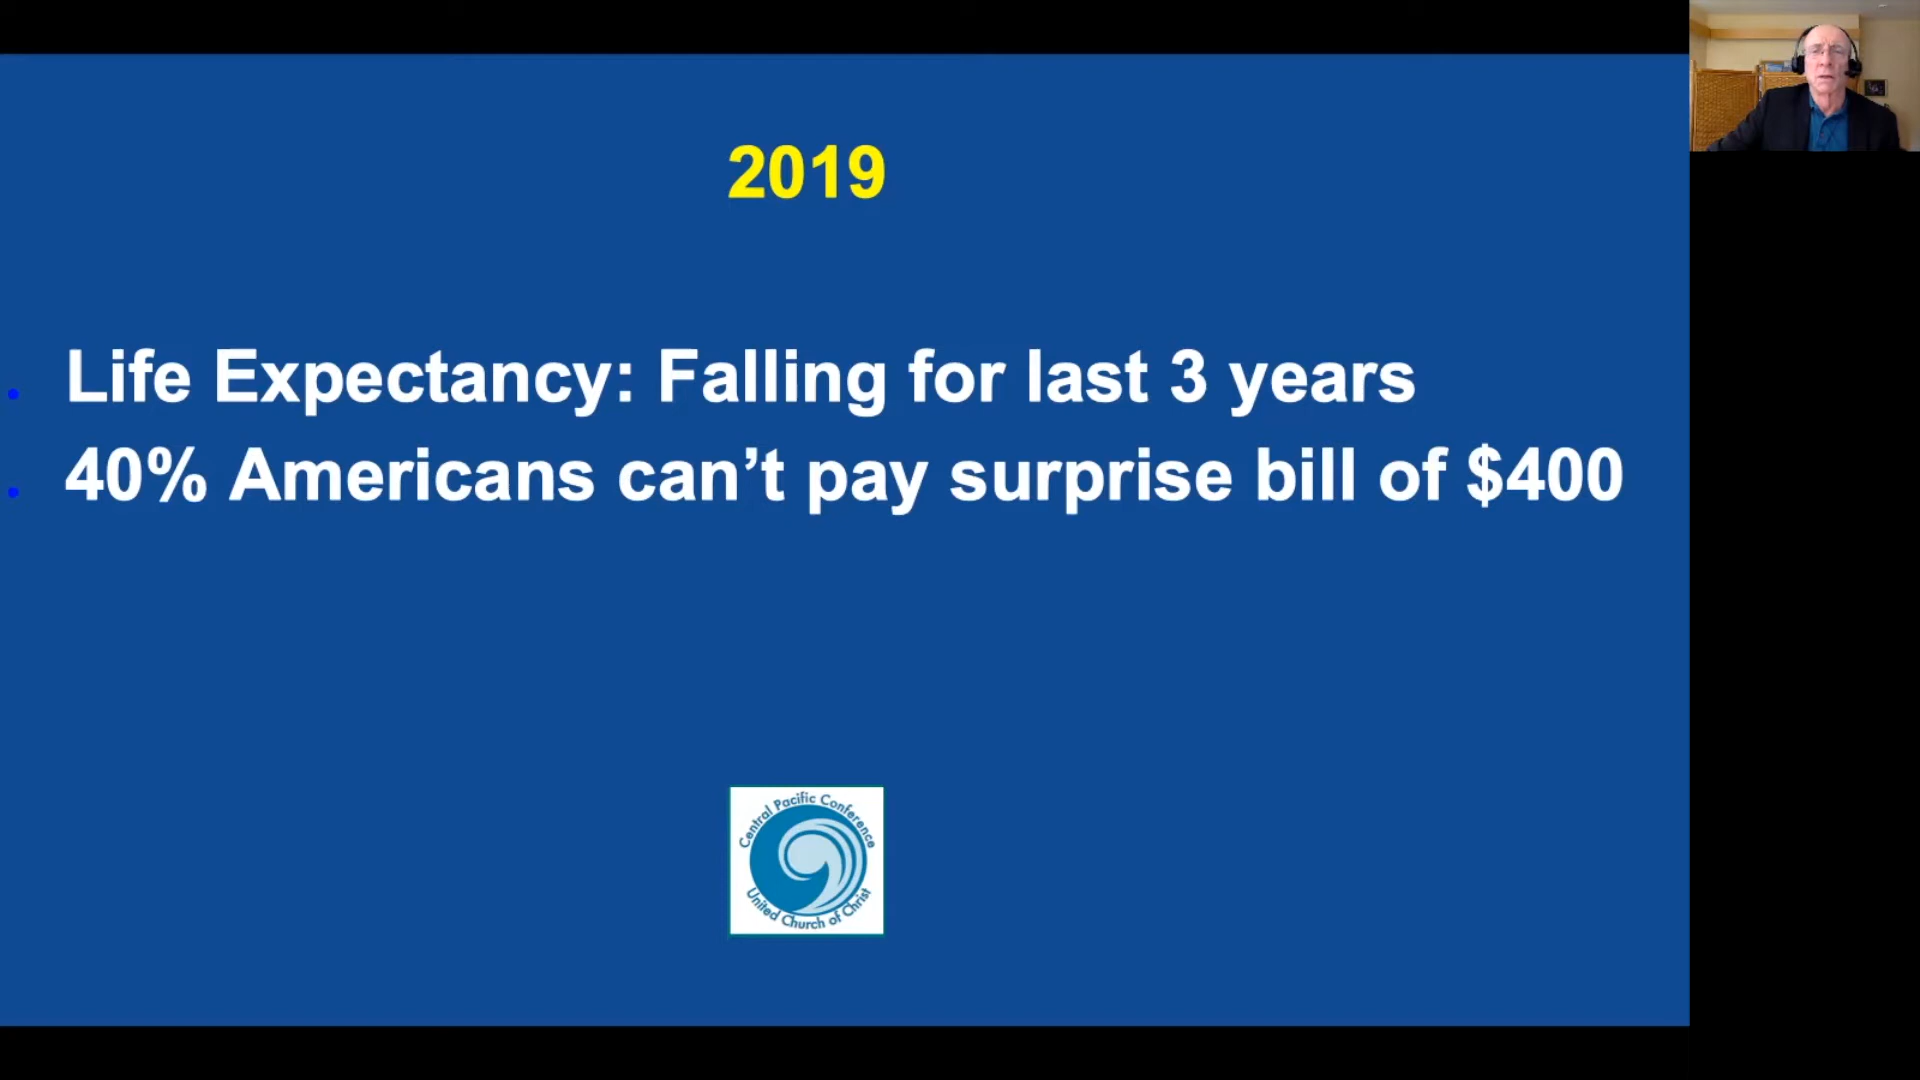 2019
Life Expectancy: Falling for last 3 years
40% Americans can’t pay surprise bill of $400
Central Pacific Conference
United Church of Christ